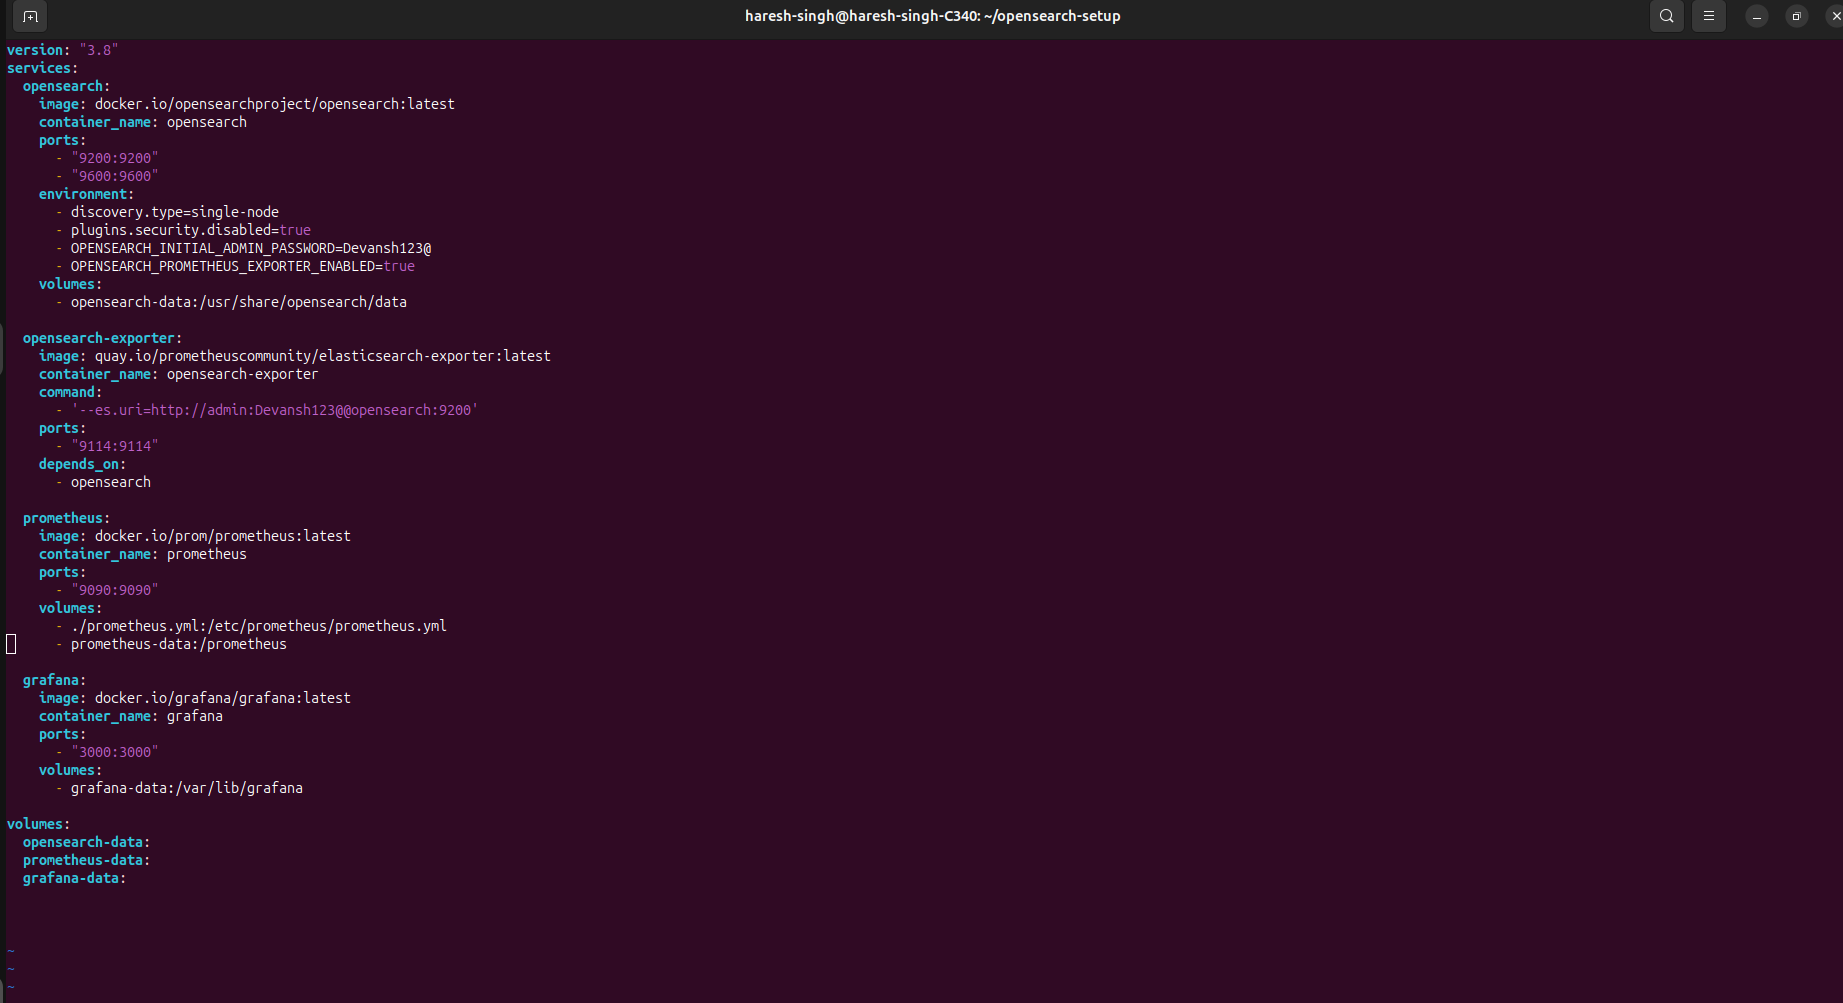 haresh-singh@haresh-singh-C340: ~/opensearch-setup
version: "3.8"
services:
  opensearch:
    image: docker.io/opensearchproject/opensearch:latest
    container_name: opensearch
    ports:
      - "9200:9200"
      - "9600:9600"
    environment:
      - discovery.type=single-node
      - plugins.security.disabled=true
      - OPENSEARCH_INITIAL_ADMIN_PASSWORD=Devansh123@
      - OPENSEARCH_PROMETHEUS_EXPORTER_ENABLED=true
    volumes:
      - opensearch-data:/usr/share/opensearch/data

  opensearch-exporter:
    image: quay.io/prometheuscommunity/elasticsearch-exporter:latest
    container_name: opensearch-exporter
    command:
      - '--es.uri=http://admin:Devansh123@@opensearch:9200'
    ports:
      - "9114:9114"
    depends_on:
      - opensearch

  prometheus:
    image: docker.io/prom/prometheus:latest
    container_name: prometheus
    ports:
      - "9090:9090"
    volumes:
      - ./prometheus.yml:/etc/prometheus/prometheus.yml
      - prometheus-data:/prometheus

  grafana:
    image: docker.io/grafana/grafana:latest
    container_name: grafana
    ports:
      - "3000:3000"
    volumes:
      - grafana-data:/var/lib/grafana

volumes:
  opensearch-data:
  prometheus-data:
  grafana-data:
~
~
~